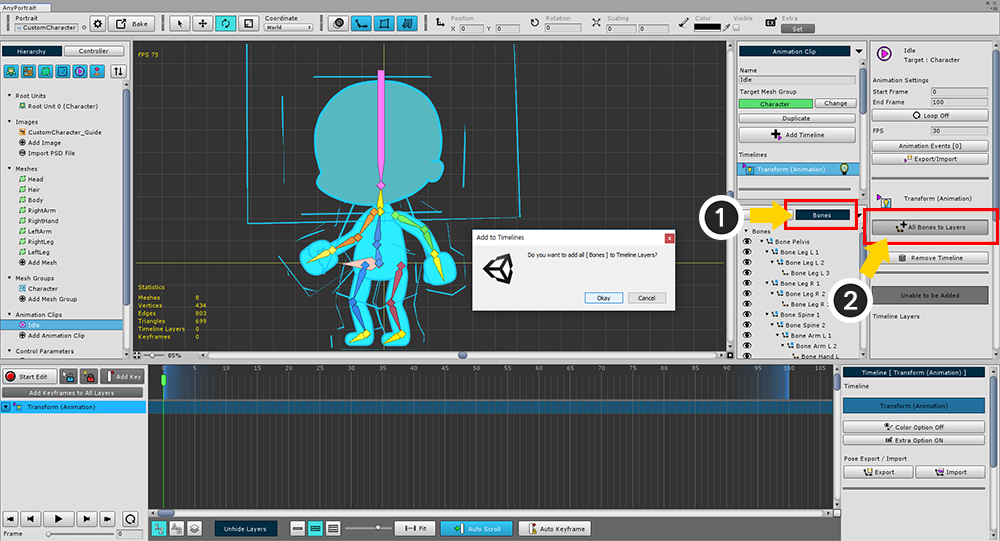 AnyPortrait
Portrait
CustomCharacter
Bake
Coordinate
World
Position
X 0 Y 0
Rotation
0
Scaling
X 0 Y 0
Color
Visible
Extra
Set
Hierarchy
Controller
Root Units
Root Unit 0 (Character)
Images
CustomCharacter_Guide
Add Image
Import PSD File
Meshes
Head
Hair
Body
RightArm
RightHand
LeftArm
RightLeg
LeftLeg
Add Mesh
Mesh Groups
Character
Add Mesh Group
Animation Clips
Idle
Add Animation Clip
Control Parameters
FPS 75
Statistics
Meshes 8
Vertices 434
Edges 803
Triangles 699
Timeline Layers 0
Keyframes 0
85%
Add to Timelines
x
Do you want to add all [ Bones ] to Timeline Layers?
Okay
Cancel
Animation Clip
Name
Idle
Target Mesh Group
Character
Change
Duplicate
Add Timeline
Timelines
Transform (Animation)
1
Bones
Bones
Bone Pelvis
Bone Leg L 1
Bone Leg L 2
Bone Leg L 3
Bone Leg R 1
Bone Leg R 2
Bone Leg R
Bone Spine 1
Bone Spine 2
Bone Arm L 1
Bone Arm L 2
Bone Hand L
Idle
Target : Character
Animation Settings
Start Frame 0
End Frame 100
Loop Off
FPS 30
Animation Events [0]
Export/Import
Transform (Animation)
All Bones to Layers
Remove Timeline
2
Unable to be Added
Timeline Layers
Start Edit
Add Key
Add Keyframes to All Layers
Transform (Animation)
0 5 10 15 20 25 30 35 40 45 50 55 60 65 70 75 80 85 90 95 100 105
Frame 0
Unhide Layers
Fit
Auto Scroll
Auto Keyframe
Timeline [ Transform (Animation) ]
Timeline
Transform (Animation)
Color Option Off
Extra Option ON
Pose Export / Import
Export
Import